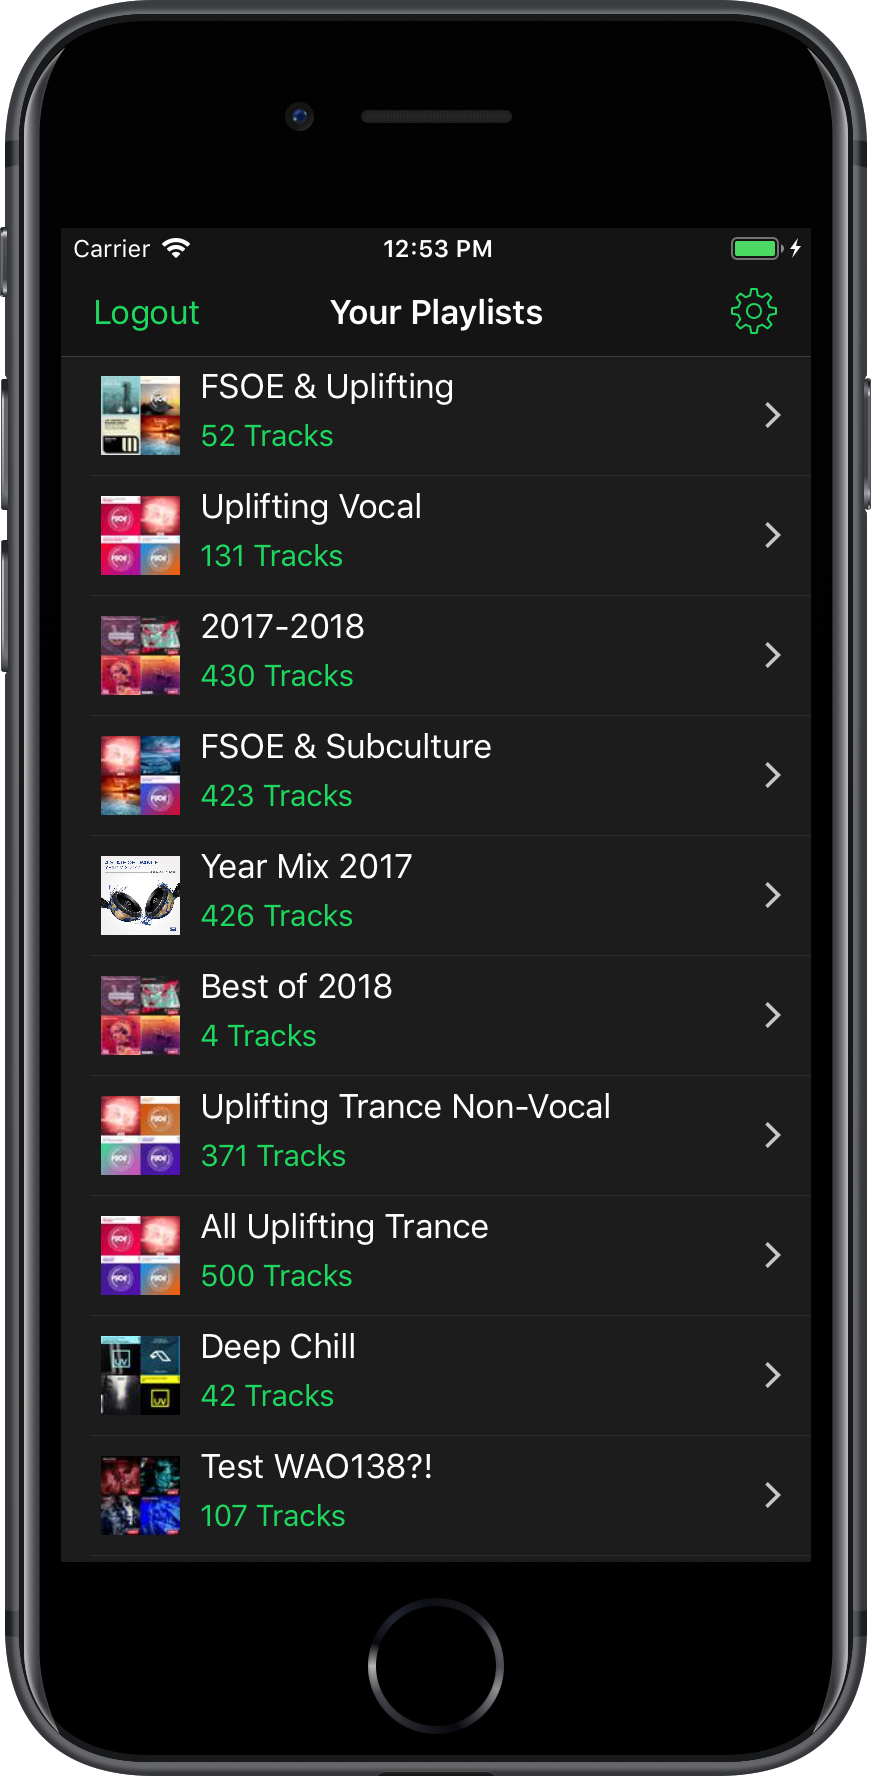 Carrier 12:53 PM
Logout Your Playlists
FSOE & Uplifting
52 Tracks
Uplifting Vocal
131 Tracks
2017-2018
430 Tracks
FSOE & Subculture
423 Tracks
Year Mix 2017
426 Tracks
Best of 2018
4 Tracks
Uplifting Trance Non-Vocal
371 Tracks
All Uplifting Trance
500 Tracks
Deep Chill
42 Tracks
Test WAO138?!
107 Tracks